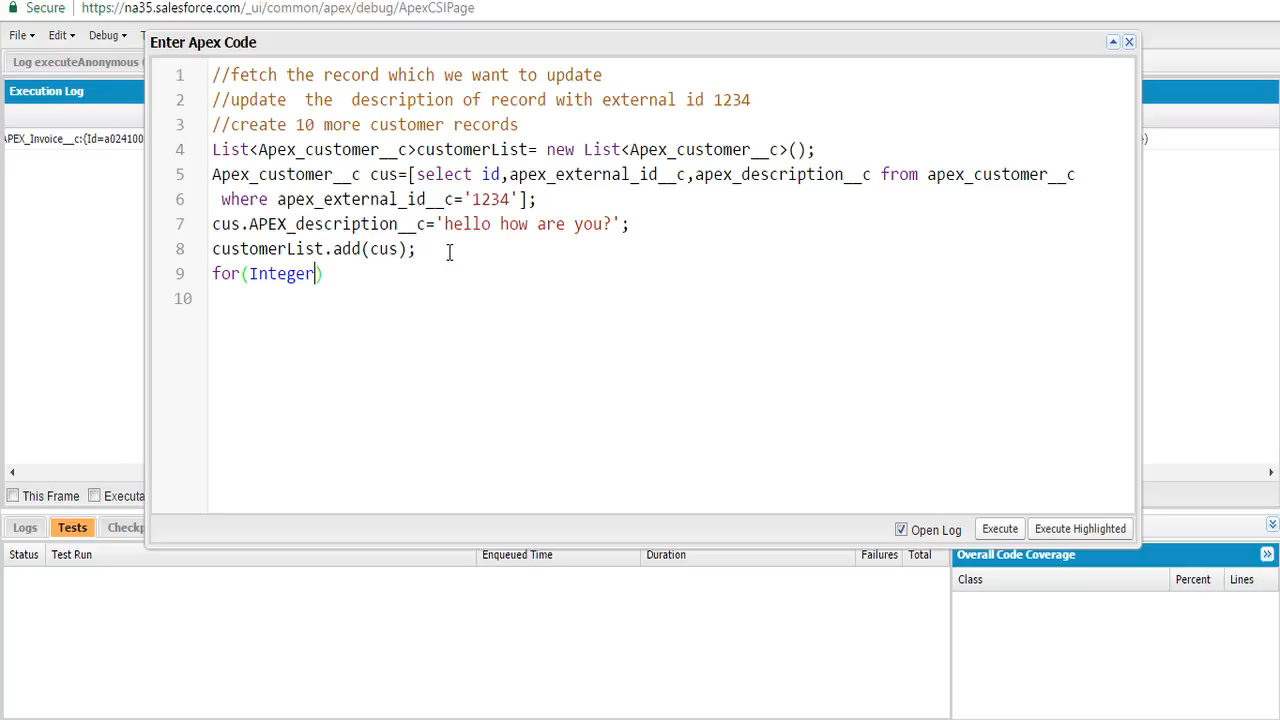 Secure https://na35.salesforce.com/_ui/common/apex/debug/ApexCSIPage
File Edit Debug T
Log executeAnonymous
Enter Apex Code
Execution Log
APEX_Invoice__c:{Id=a024100
1 //fetch the record which we want to update
2 //update the description of record with external id 1234
3 //create 10 more customer records
4 List<Apex_customer__c>customerList= new List<Apex_customer__c>();
5 Apex_customer__c cus=[select id,apex_external_id__c,apex_description__c from apex_customer__c
6 where apex_external_id__c='1234'];
7 cus.APEX_description__c='hello how are you?';
8 customerList.add(cus);
9 for(Integer)
10
This Frame Executa
Open Log Execute Execute Highlighted
Logs Tests Checkp
Status Test Run Enqueued Time Duration Failures Total
Overall Code Coverage
Class Percent Lines